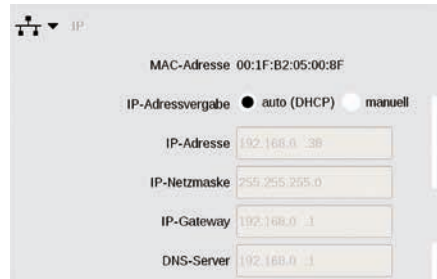 IP
MAC-Adresse 00:1F:B2:05:00:8F
IP-Adressvergabe auto (DHCP) manuell
IP-Adresse 192.168.0. .38
IP-Netzmaske 255.255.255.0
IP-Gateway 192.168.0. .1
DNS-Server 192.168.0. .1